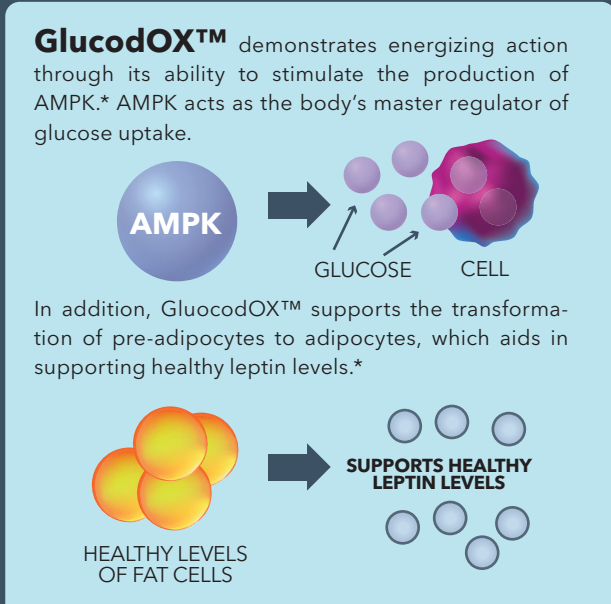 GlucodOX™ demonstrates energizing action
through its ability to stimulate the production of
AMPK.* AMPK acts as the body's master regulator of
glucose uptake.
AMPK
GLUCOSE
CELL
In addition, GluocodOX™ supports the transforma-
tion of pre-adipocytes to adipocytes, which aids in
supporting healthy leptin levels.*
SUPPORTS HEALTHY
LEPTIN LEVELS
HEALTHY LEVELS
OF FAT CELLS